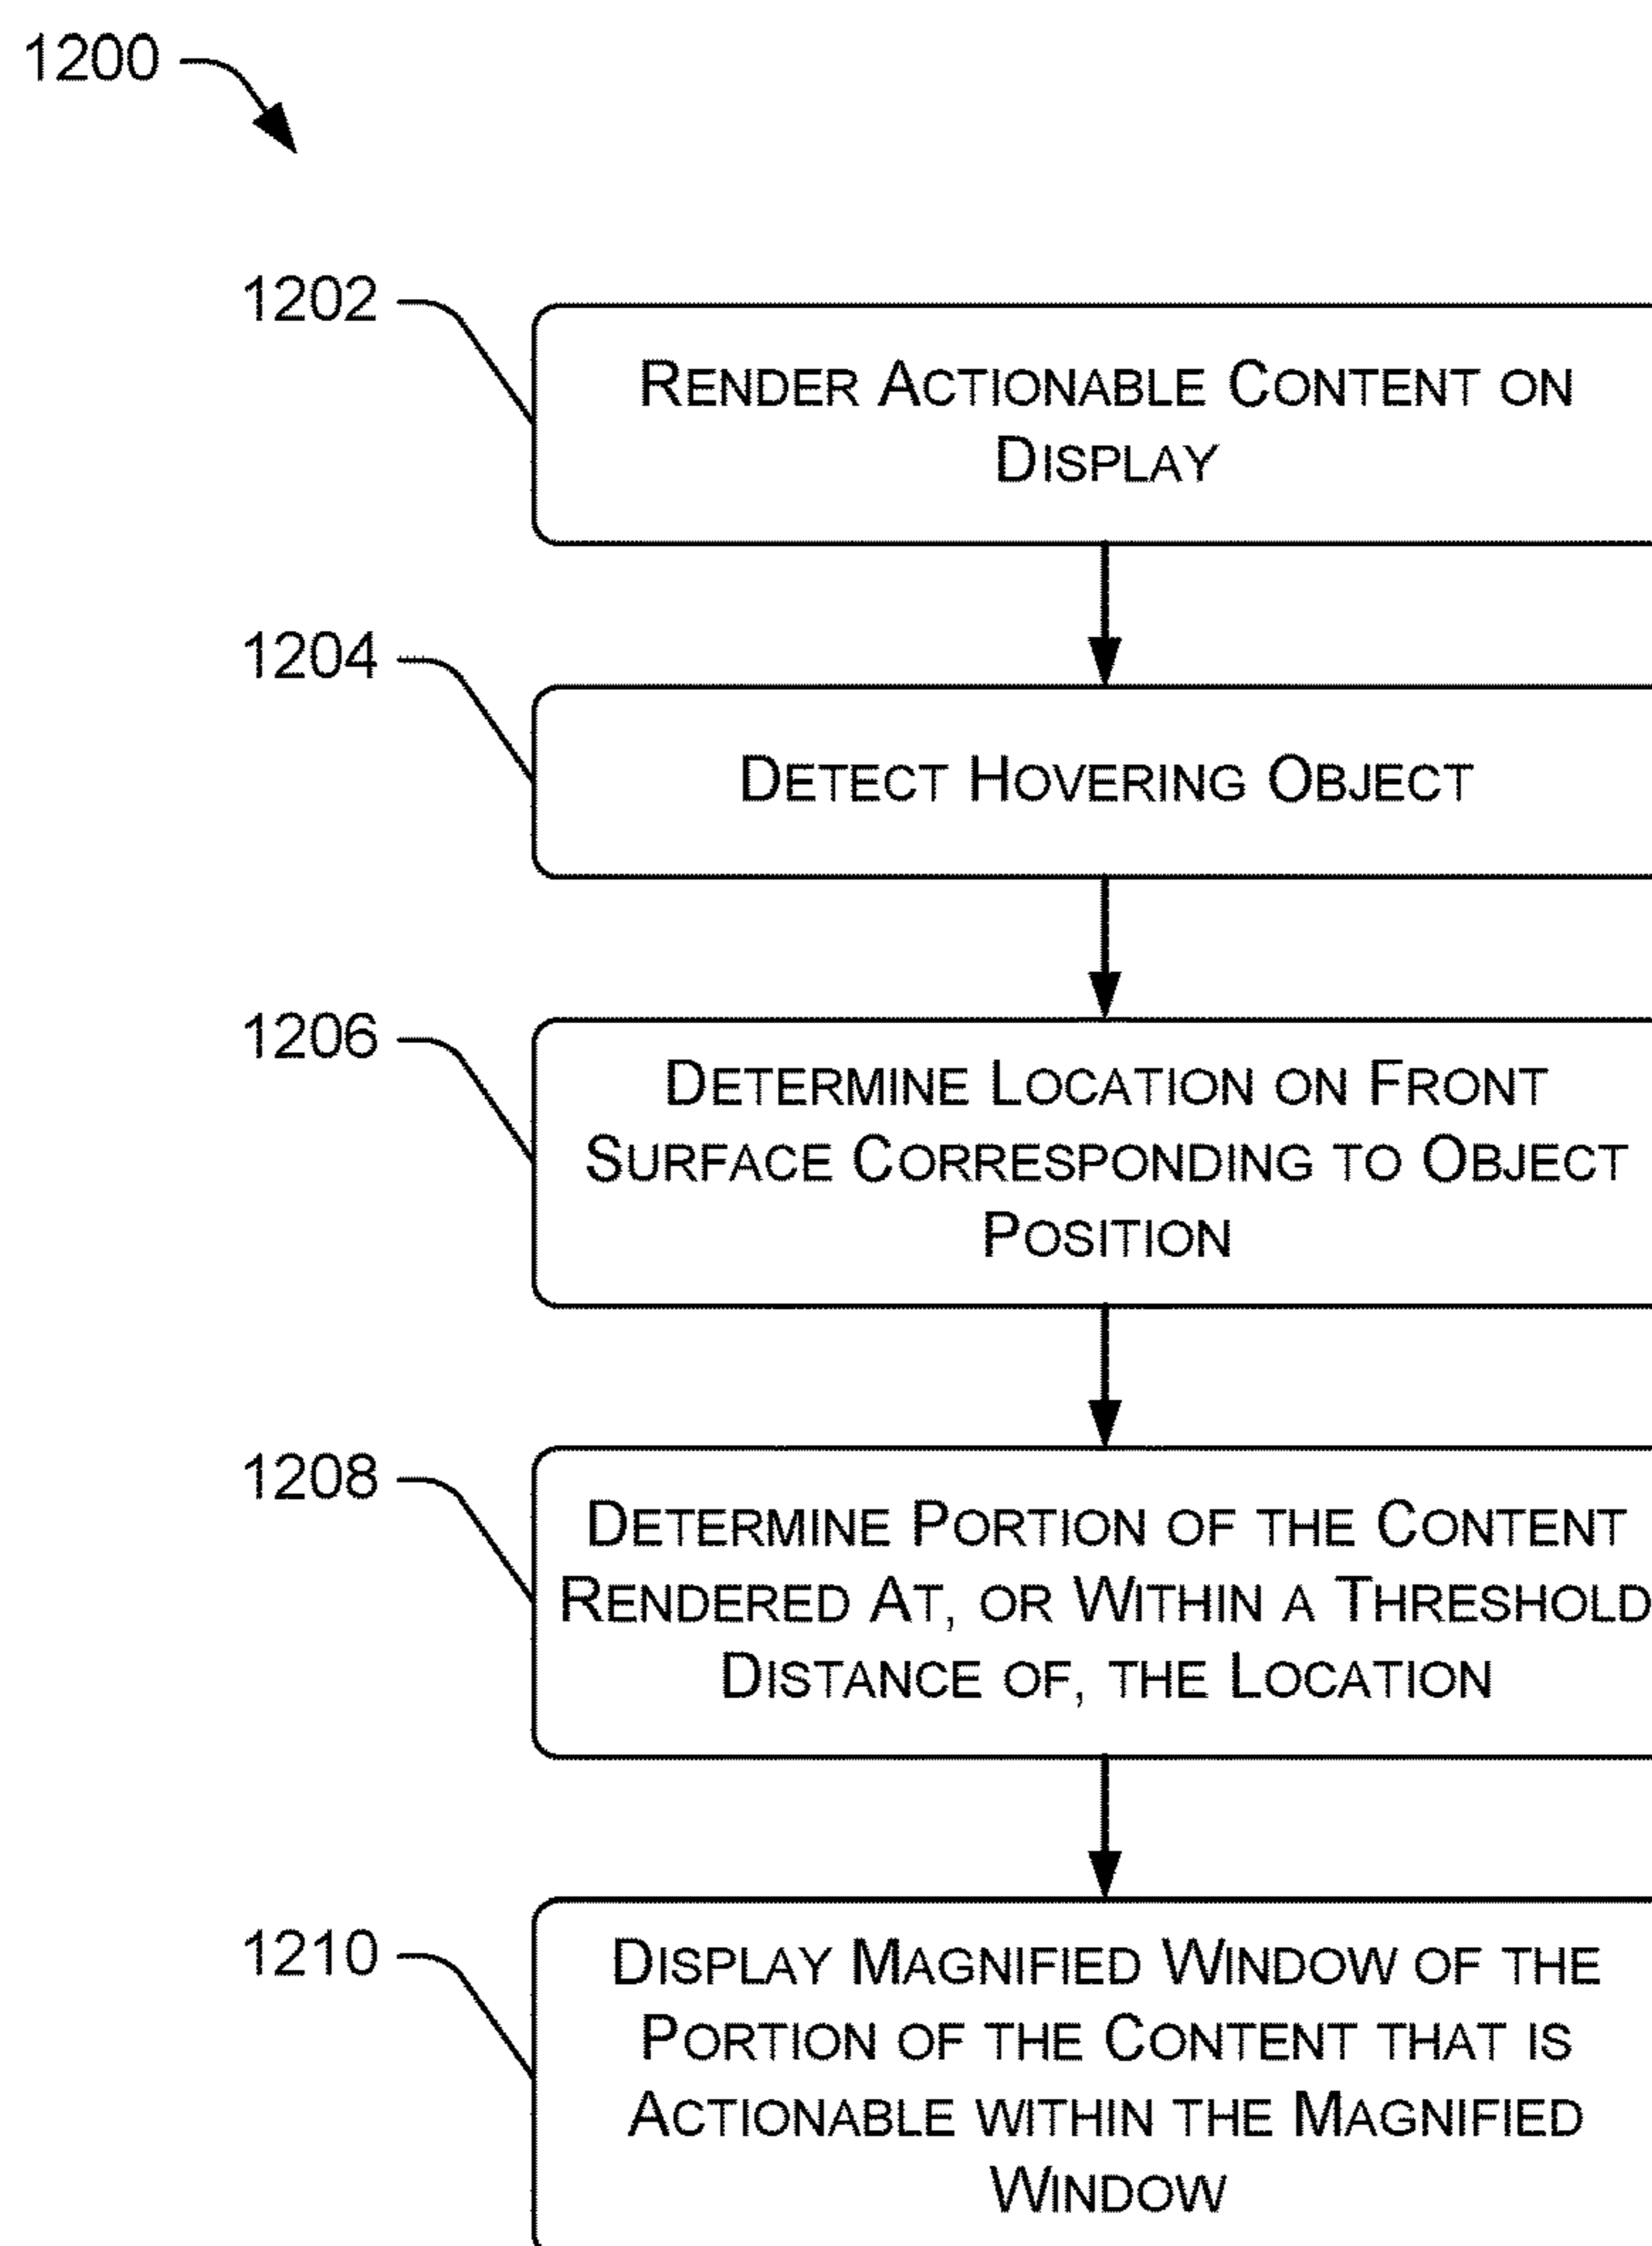 1200
1202
RENDER ACTIONABLE CONTENT ON
DISPLAY
1204
DETECT HOVERING OBJECT
1206
DETERMINE LOCATION ON FRONT
SURFACE CORRESPONDING TO OBJECT
POSITION
1208
DETERMINE PORTION OF THE CONTENT
RENDERED AT, OR WITHIN A THRESHOLD
DISTANCE OF, THE LOCATION
1210
DISPLAY MAGNIFIED WINDOW OF THE
PORTION OF THE CONTENT THAT IS
ACTIONABLE WITHIN THE MAGNIFIED
WINDOW